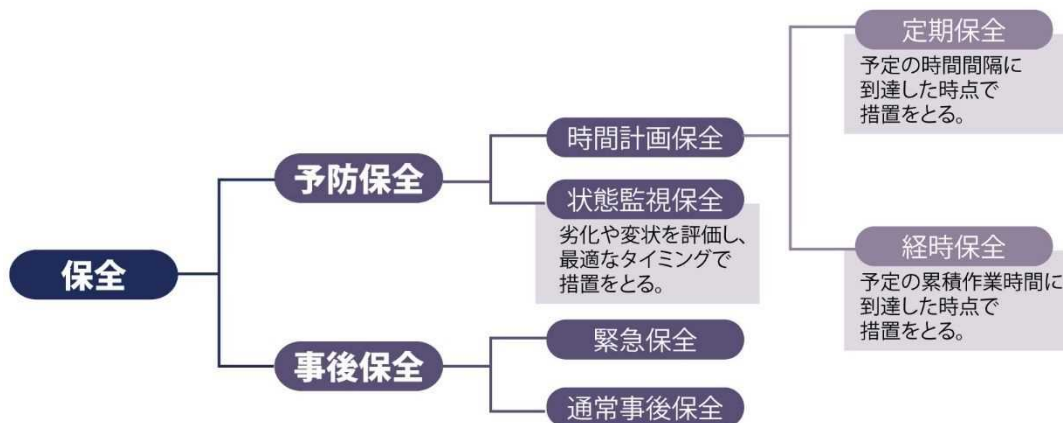 保全
予防保全
時間計画保全
定期保全
予定の時間間隔に
到達した時点で
措置をとる。
経時保全
予定の累積作業時間に
到達した時点で
措置をとる。
状態監視保全
劣化や変状を評価し、
最適なタイミングで
措置をとる。
事後保全
緊急保全
通常事後保全